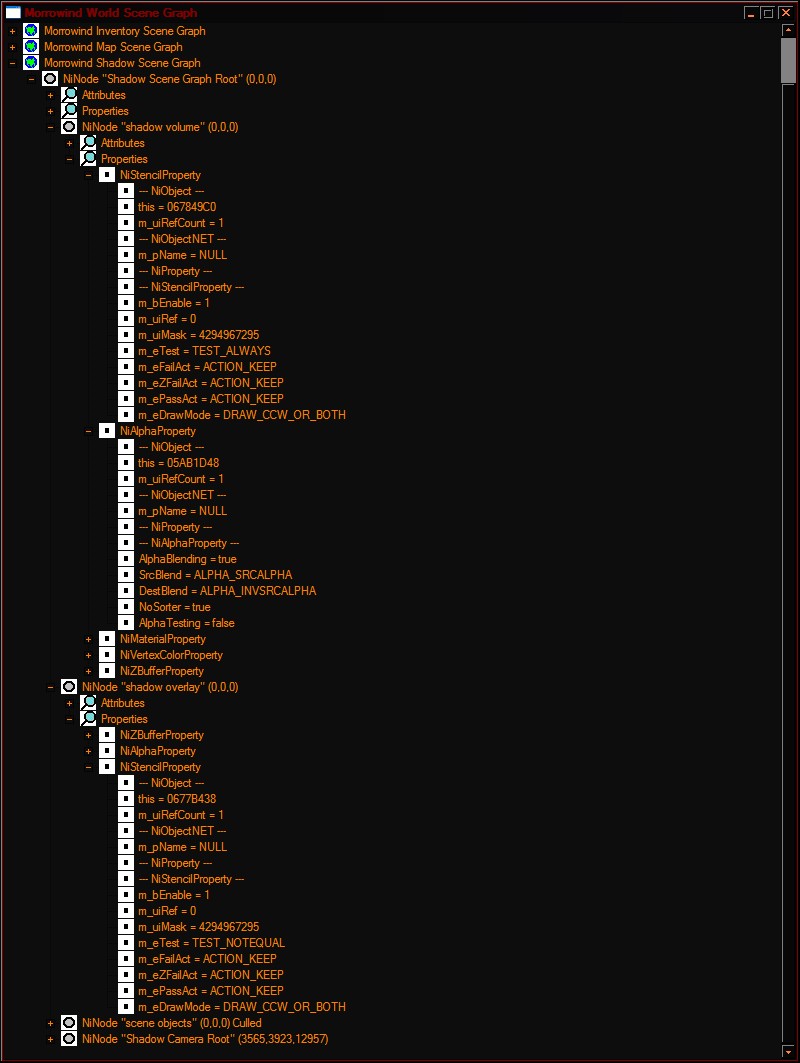 Morrowind World Scene Graph
Morrowind Inventory Scene Graph
Morrowind Map Scene Graph
Morrowind Shadow Scene Graph
NiNode "Shadow Scene Graph Root" (0,0,0)
Attributes
Properties
NiNode "shadow volume" (0,0,0)
Attributes
Properties
NiStencilProperty
--- NiObject ---
this = 067849C0
m_uiRefCount = 1
--- NiObjectNET ---
m_pName = NULL
--- NiProperty ---
--- NiStencilProperty ---
m_bEnable = 1
m_uiRef = 0
m_uiMask = 4294967295
m_eTest = TEST_ALWAYS
m_eFailAct = ACTION_KEEP
m_eZFailAct = ACTION_KEEP
m_ePassAct = ACTION_KEEP
m_eDrawMode = DRAW_CCW_OR_BOTH
NiAlphaProperty
--- NiObject ---
this = 05AB1D48
m_uiRefCount = 1
--- NiObjectNET ---
m_pName = NULL
--- NiProperty ---
--- NiAlphaProperty ---
AlphaBlending = true
SrcBlend = ALPHA_SRCALPHA
DestBlend = ALPHA_INVSRCALPHA
NoSorter = true
AlphaTesting = false
NiMaterialProperty
NiVertexColorProperty
NiZBufferProperty
NiNode "shadow overlay" (0,0,0)
Attributes
Properties
NiZBufferProperty
NiAlphaProperty
NiStencilProperty
--- NiObject ---
this = 0677B438
m_uiRefCount = 1
--- NiObjectNET ---
m_pName = NULL
--- NiProperty ---
--- NiStencilProperty ---
m_bEnable = 1
m_uiRef = 0
m_uiMask = 4294967295
m_eTest = TEST_NOTEQUAL
m_eFailAct = ACTION_KEEP
m_eZFailAct = ACTION_KEEP
m_ePassAct = ACTION_KEEP
m_eDrawMode = DRAW_CCW_OR_BOTH
NiNode "scene objects" (0,0,0) Culled
NiNode "Shadow Camera Root" (3565,3923,12957)